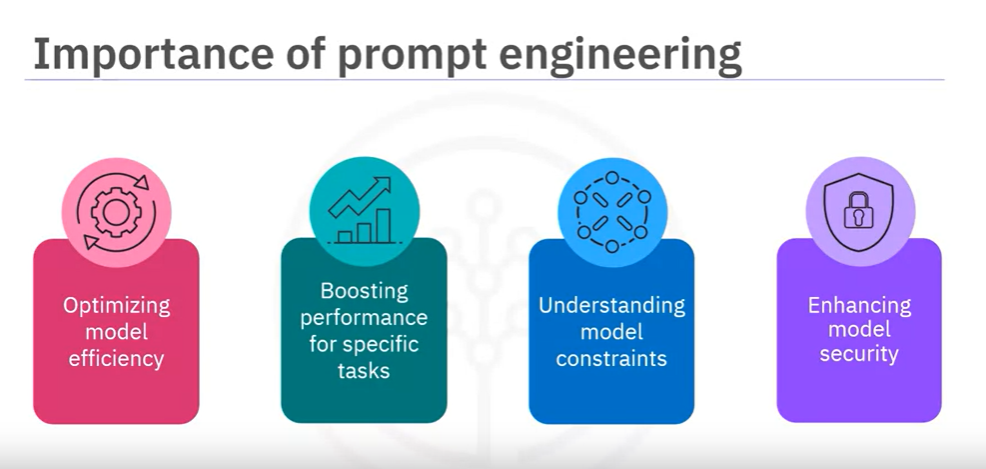 Importance of prompt engineering
Optimizing
model
efficiency
Boosting
performance
for specific
tasks
Understanding
model
constraints
Enhancing
model
security